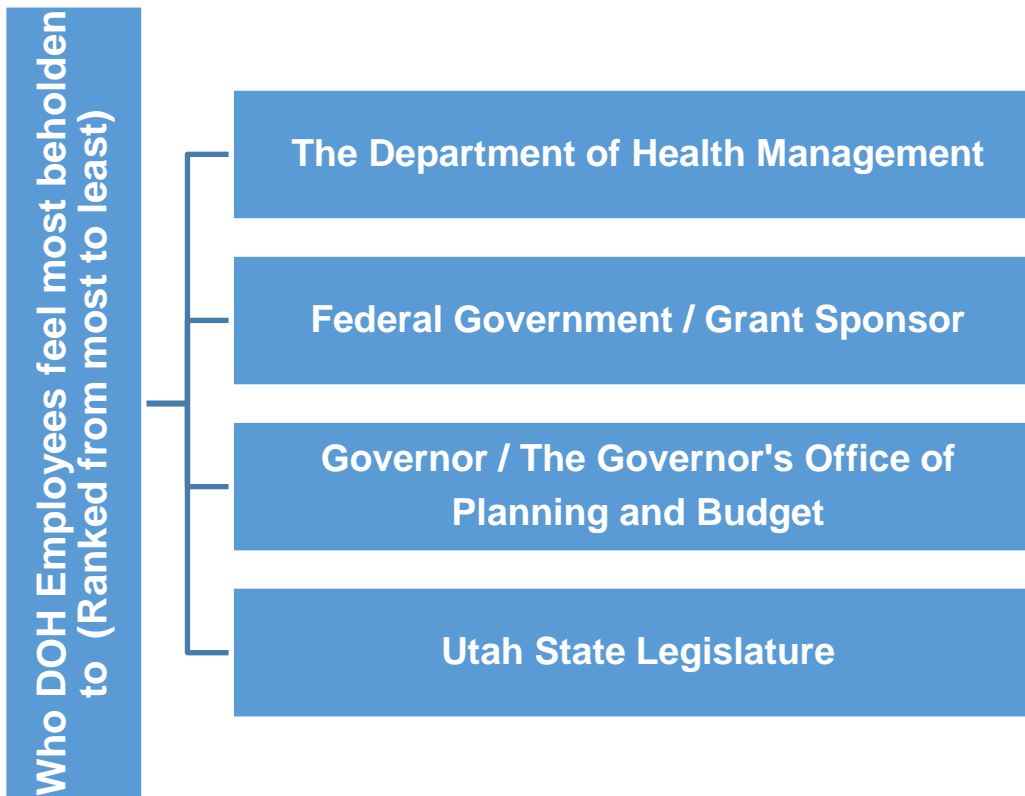 Who DOH Employees feel most beholden
to (Ranked from most to least)
The Department of Health Management
Federal Government / Grant Sponsor
Governor / The Governor's Office of
Planning and Budget
Utah State Legislature